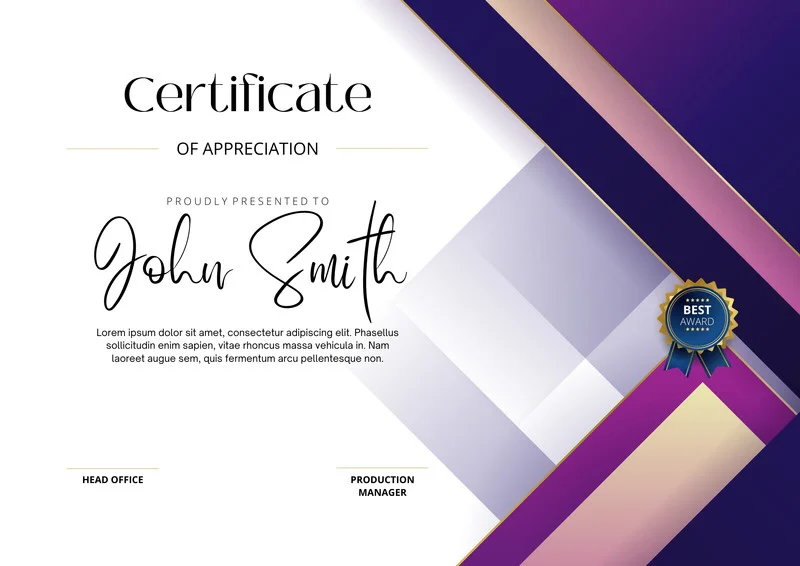 Certificate
OF APPRECIATION
PROUDLY PRESENTED TO
John Smith
Lorem ipsum dolor sit amet, consectetur adipiscing elit. Phasellus
sollicitudin enim sapien, vitae rhoncus massa vehicula in. Nam
laoreet augue sem, quis fermentum arcu pellentesque non.
BEST
AWARD
HEAD OFFICE
PRODUCTION
MANAGER